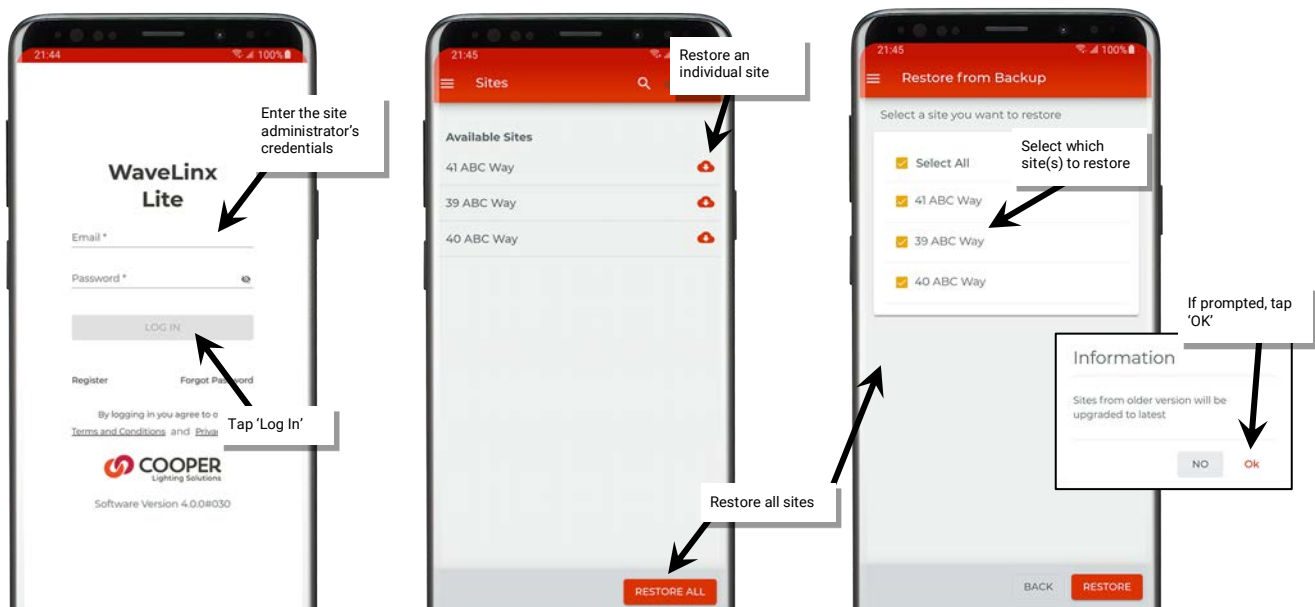 21:44
100%
Enter the site
administrator's
credentials
WaveLinx
Lite
Email *
Password *
LOG IN
Register
Forgot Password
By logging in you agree to o
Terms and Conditions and Priva
Tap 'Log In'
COOPER
Lighting Solutions
Software Version 4.0.0#030
21:45
Restore an
individual site
Sites
Available Sites
41 ABC Way
39 ABC Way
40 ABC Way
Restore all sites
RESTORE ALL
21:45
100%
Restore from Backup
Select a site you want to restore
Select which
site(s) to restore
Select All
41 ABC Way
39 ABC Way
40 ABC Way
If prompted, tap
'OK'
Information
Sites from older version will be
upgraded to latest
NO
Ok
BACK
RESTORE